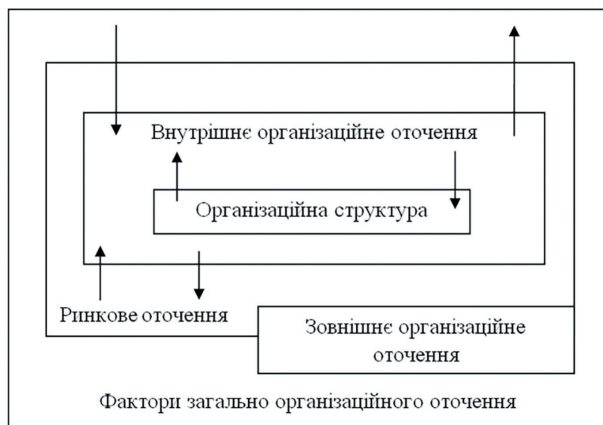 Внутрішнє організаційне оточення
Організаційна структура
Ринкове оточення
Зовнішнє організаційне
оточення
Фактори загально організаційного оточення